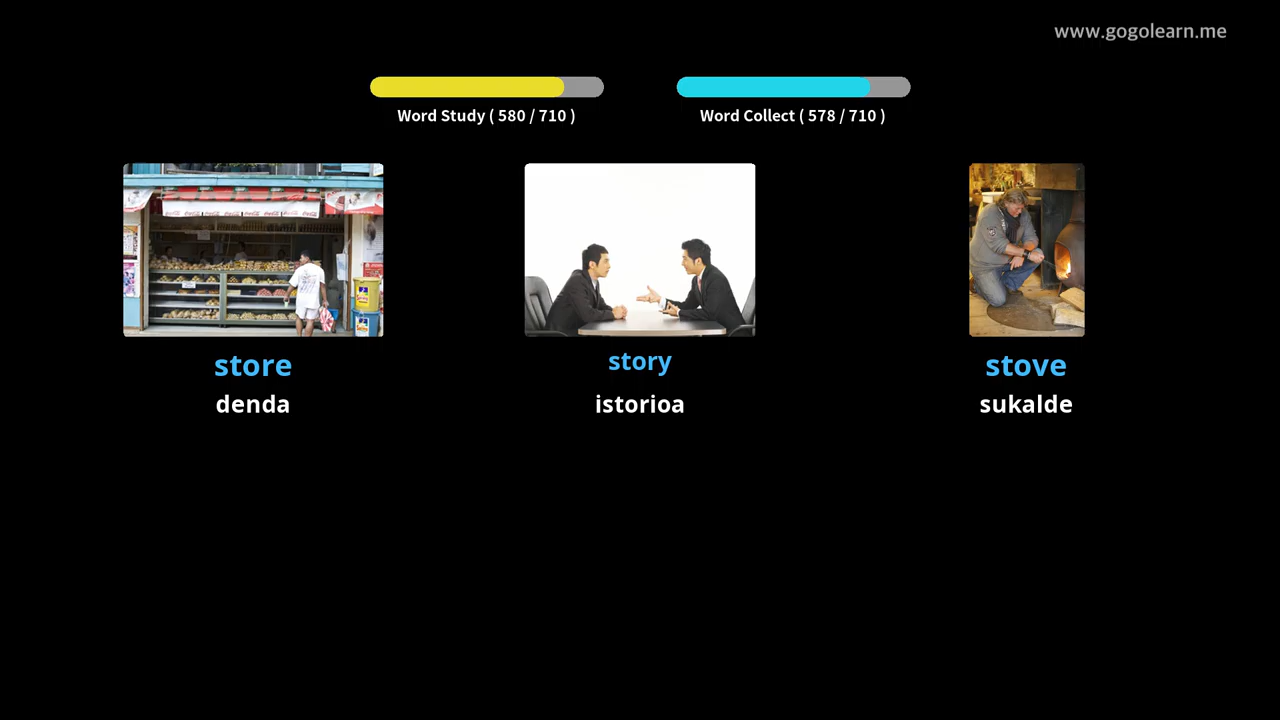 www.gogolearn.me
Word Study ( 580 / 710 )
Word Collect ( 578 / 710 )
store
story
stove
denda
istorioa
sukalde